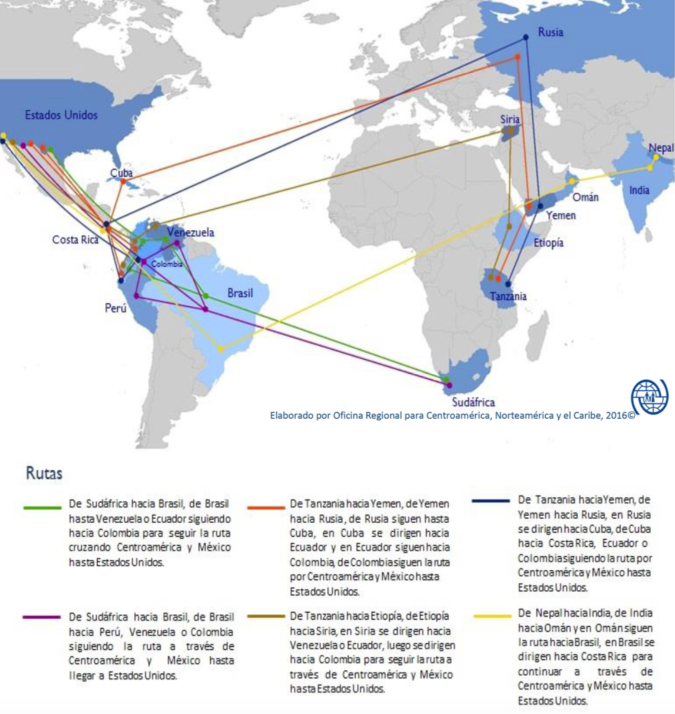 Rusia
Estados Unidos
Siria
Nepal
Cuba
Omán
India
Venezuela
Yemen
Costa Rica
Etiopía
Colombia
Brasil
Tanzania
Perú
Sudáfrica
Elaborado por Oficina Regional para Centroamérica, Norteamérica y el Caribe, 2016©
Rutas
De Sudáfrica hacia Brasil, de Brasil
hasta Venezuela o Ecuador siguiendo
hacia Colombia para seguir la ruta
cruzando Centroamérica y México
hasta Estados Unidos.
De Tanzania hacia Yemen, de Yemen
hacia Rusia, de Rusia siguen hasta
Cuba, en Cuba se dirigen hacia
Ecuador y en Ecuador siguen hacia
Colombia, de Colombia siguen la ruta
por Centroamérica y México hasta
Estados Unidos.
De Tanzania hacia Yemen, de
Yemen hacia Rusia, en Rusia
se dirigen hacia Cuba, de Cuba
hacia Costa Rica, Ecuador o
Colombia siguiendo la ruta por
Centroamérica y México hasta
Estados Unidos.
De Sudáfrica hacia Brasil, de Brasil
hacia Perú, Venezuela o Colombia
siguiendo la ruta a través de
Centroamérica y México hasta
llegar a Estados Unidos.
De Tanzania hacia Etiopía, de Etiopía
hacia Siria, en Siria se dirigen hacia
Venezuela o Ecuador, luego se dirigen
hacia Colombia para seguir la ruta a
través de Centroamérica y México
hasta Estados Unidos.
De Nepal hacia India, de India
hacia Omán y en Omán siguen
la ruta hacia Brasil, en Brasil se
dirigen hacia Costa Rica para
continuar a través de
Centroamérica y México hasta
Estados Unidos.